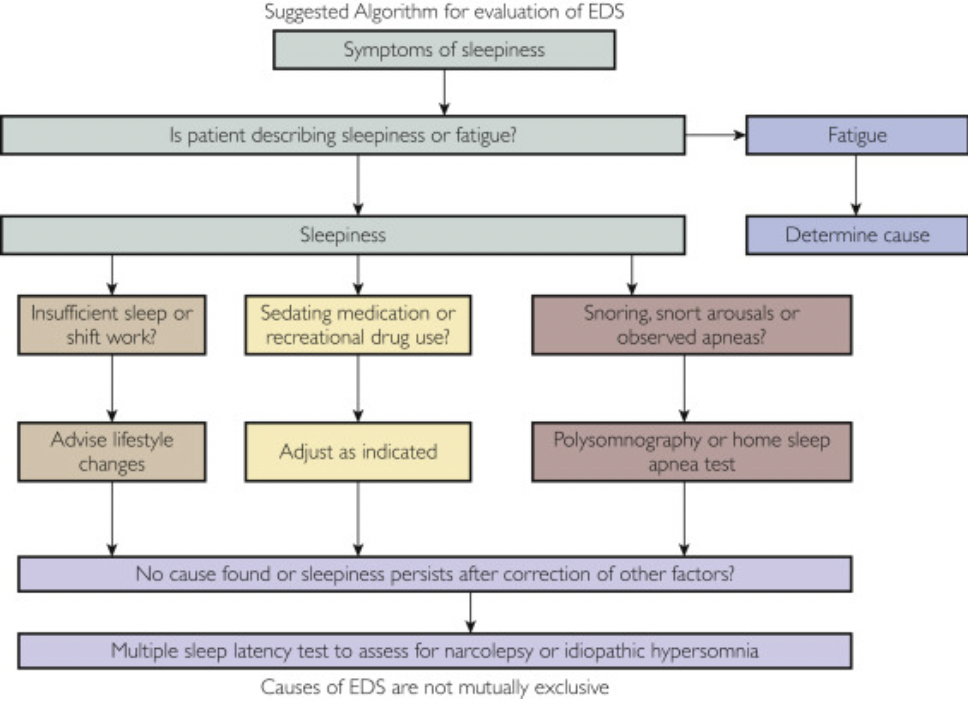 Suggested Algorithm for evaluation of EDS
Symptoms of sleepiness
Is patient describing sleepiness or fatigue?
Fatigue
Sleepiness
Determine cause
Insufficient sleep or
shift work?
Sedating medication or
recreational drug use?
Snoring, snort arousals or
observed apneas?
Advise lifestyle
changes
Adjust as indicated
Polysomnography or home sleep
apnea test
No cause found or sleepiness persists after correction of other factors?
Multiple sleep latency test to assess for narcolepsy or idiopathic hypersomnia
Causes of EDS are not mutually exclusive